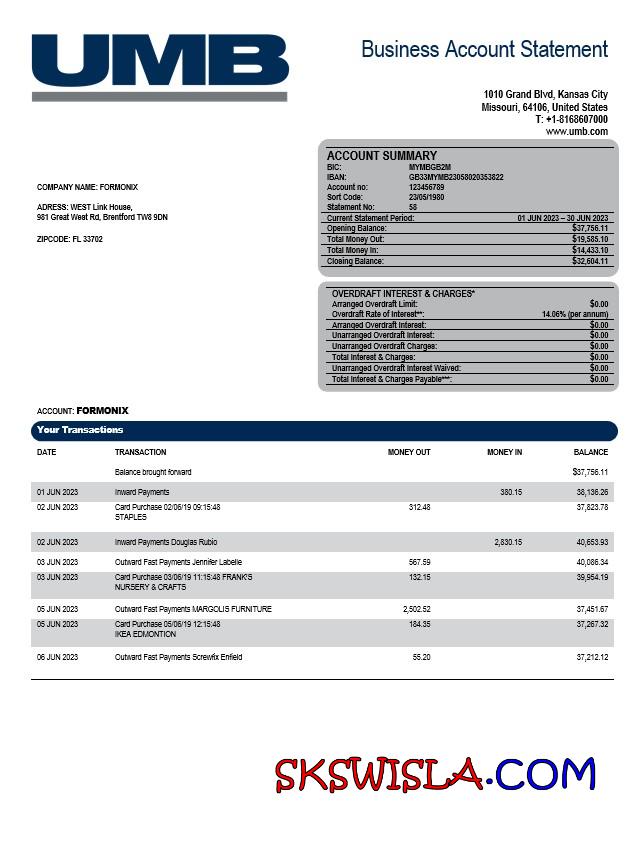 UMB
Business Account Statement
1010 Grand Blvd, Kansas City
Missouri, 64106, United States
T: +1-8168607000
www.umb.com
COMPANY NAME: FORMONIX
ADRESS: WEST Link House,
981 Great West Rd, Brentford TW8 9DN
ZIPCODE: FL 33702
ACCOUNT SUMMARY
BIC: MYMBGB2M
IBAN: GB33MYMB23058020353822
Account no: 123456789
Sort Code: 23/05/1980
Statement No: 58
Current Statement Period: 01 JUN 2023 – 30 JUN 2023
Opening Balance: $37,756.11
Total Money Out: $19,585.10
Total Money In: $14,433.10
Closing Balance: $32,604.11
OVERDRAFT INTEREST & CHARGES*
Arranged Overdraft Limit: $0.00
Overdraft Rate of Interest**: 14.06% (per annum)
Arranged Overdraft Interest: $0.00
Unarranged Overdraft Interest: $0.00
Unarranged Overdraft Charges: $0.00
Total Interest & Charges: $0.00
Unarranged Overdraft Interest Waived: $0.00
Total Interest & Charges Payable***: $0.00
ACCOUNT: FORMONIX
Your Transactions
DATE TRANSACTION MONEY OUT MONEY IN BALANCE
Balance brought forward $37,756.11
01 JUN 2023 Inward Payments 380.15 38,136.26
02 JUN 2023 Card Purchase 02/06/19 09:15:48 312.48 37,823.78
STAPLES
02 JUN 2023 Inward Payments Douglas Rubio 2,830.15 40,653.93
03 JUN 2023 Outward Fast Payments Jennifer Labelle 567.59 40,086.34
03 JUN 2023 Card Purchase 03/06/19 11:15:48 FRANK'S 132.15 39,954.19
NURSERY & CRAFTS
05 JUN 2023 Outward Fast Payments MARGOLIS FURNITURE 2,502.52 37,451.67
05 JUN 2023 Card Purchase 05/06/19 12:15:48 184.35 37,267.32
IKEA EDMONTION
06 JUN 2023 Outward Fast Payments Screwfix Enfield 55.20 37,212.12
SKSWISLA.COM